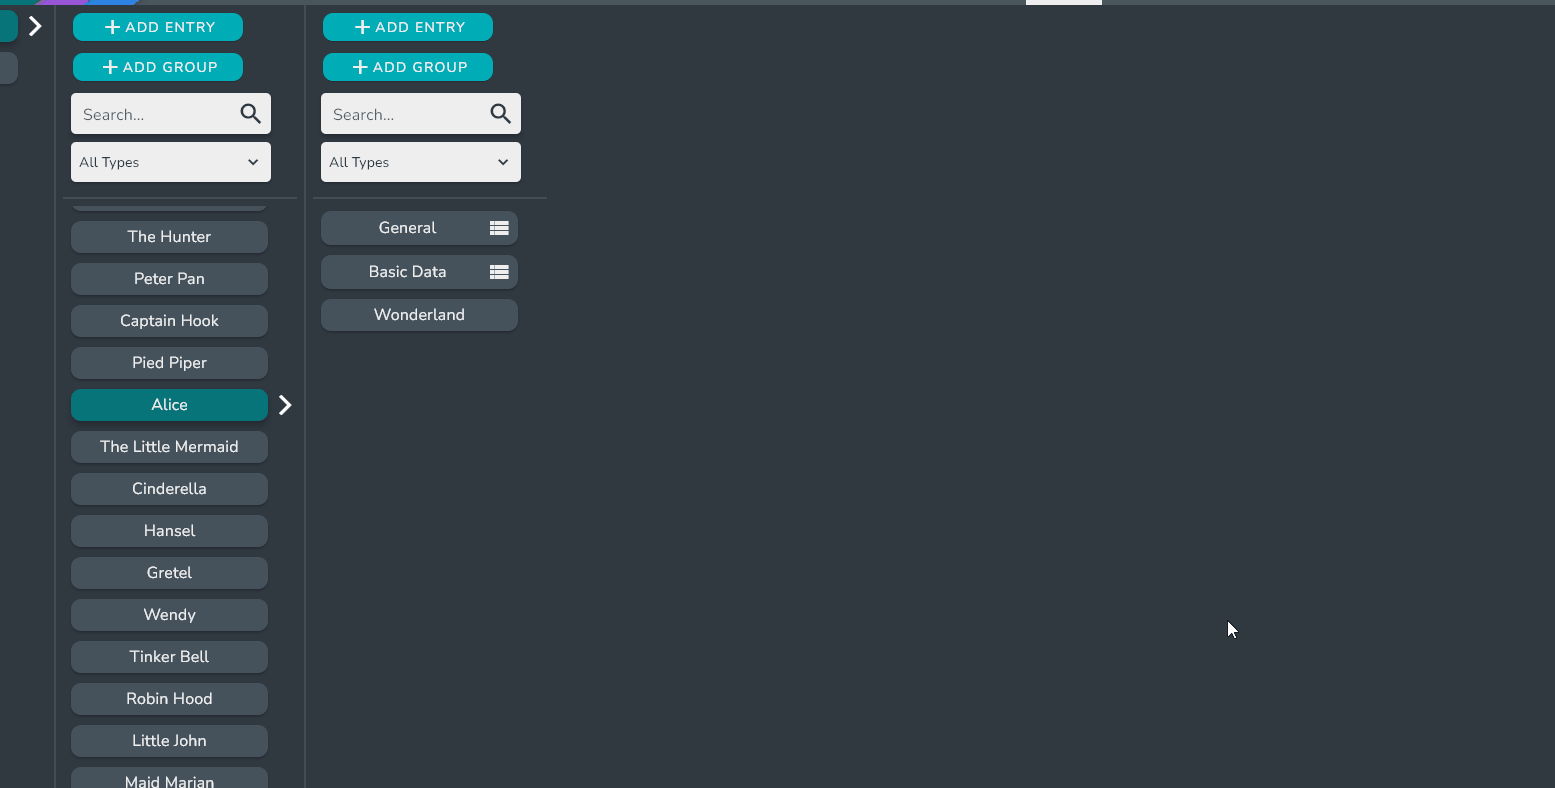 ADD ENTRY
ADD GROUP
Search...
All Types
The Hunter
Peter Pan
Captain Hook
Pied Piper
Alice
The Little Mermaid
Cinderella
Hansel
Gretel
Wendy
Tinker Bell
Robin Hood
Little John
Maid Marian
ADD ENTRY
ADD GROUP
Search...
All Types
General
Basic Data
Wonderland